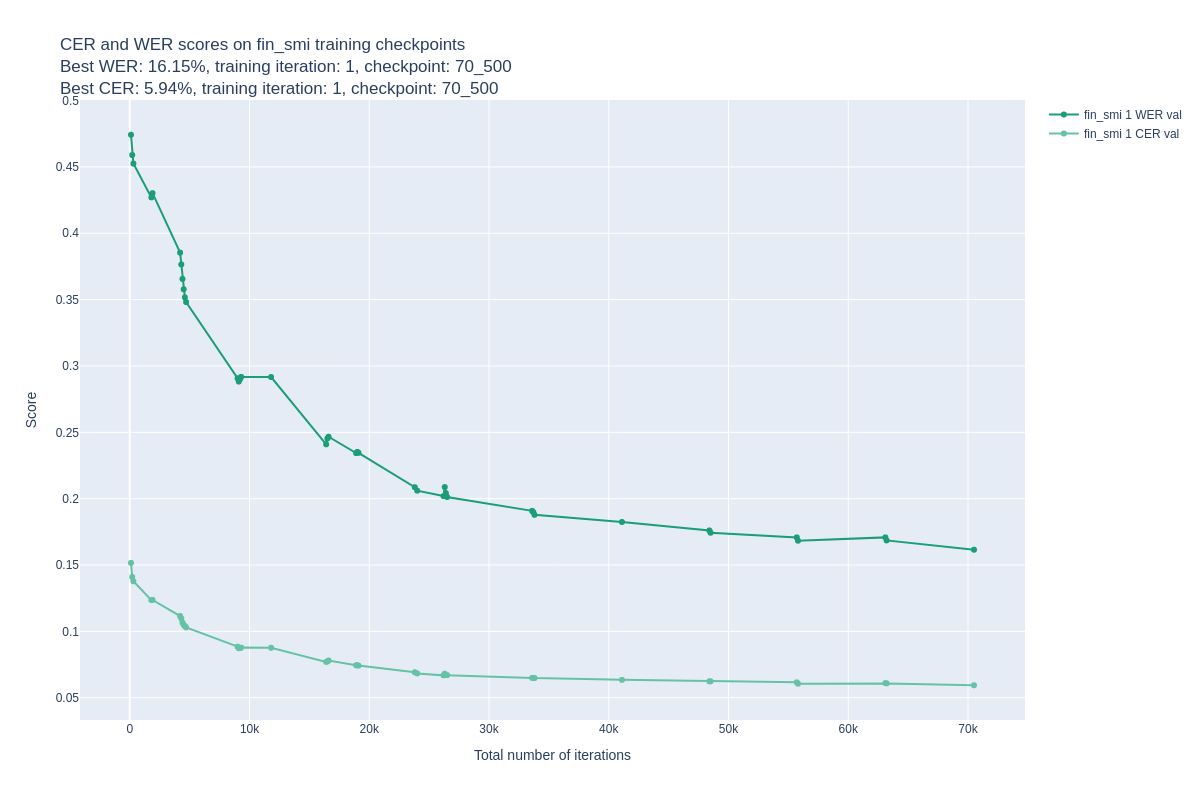 CER and WER scores on fin_smi training checkpoints
Best WER: 16.15%, training iteration: 1, checkpoint: 70_500
Best CER: 5.94%, training iteration: 1, checkpoint: 70_500
fin_smi 1 WER val
fin_smi 1 CER val
0.5
0.45
0.4
0.35
0.3
0.25
0.2
0.15
0.1
0.05
Score
0 10k 20k 30k 40k 50k 60k 70k
Total number of iterations